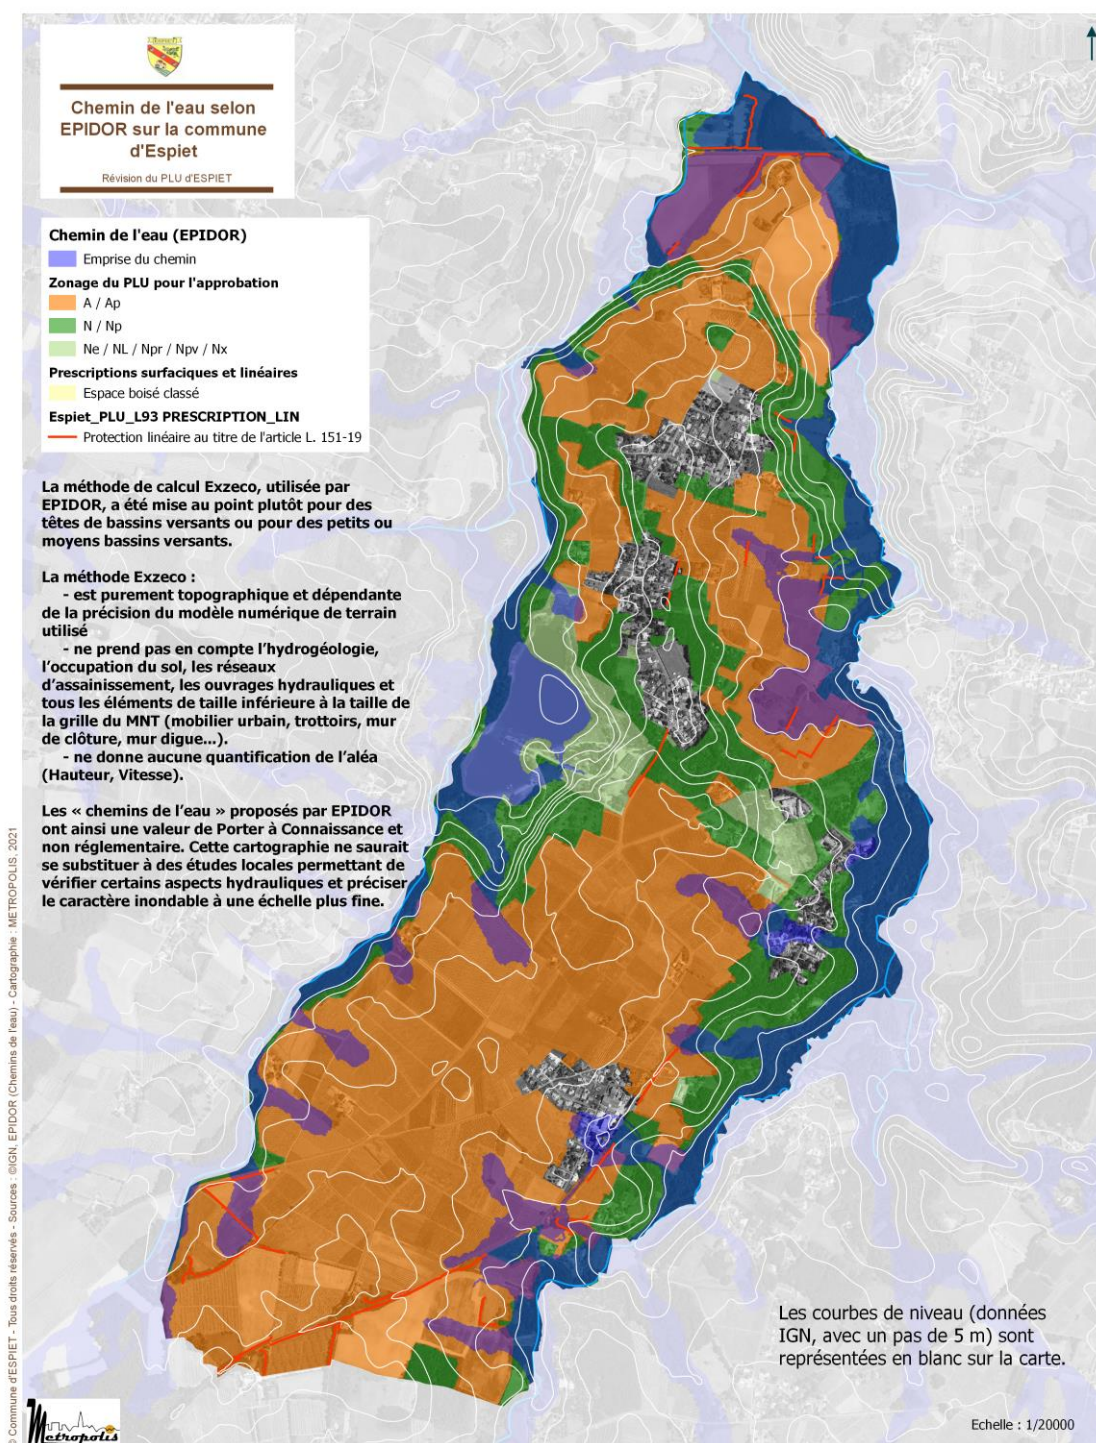 Chemin de l'eau selon
EPIDOR sur la commune
d'Espiet
Révision du PLU d'ESPIET
Chemin de l'eau (EPIDOR)
Emprise du chemin
Zonage du PLU pour l'approbation
A / Ap
N / Np
Ne / NL / Npr / Npv / Nx
Prescriptions surfaciques et linéaires
Espace boisé classé
Espiet_PLU_L93 PRESCRIPTION_LIN
Protection linéaire au titre de l'article L. 151-19
La méthode de calcul Exzeco, utilisée par
EPIDOR, a été mise au point plutôt pour des
têtes de bassins versants ou pour des petits ou
moyens bassins versants.
La méthode Exzeco :
- est purement topographique et dépendante
de la précision du modèle numérique de terrain
utilisé
- ne prend pas en compte l'hydrogéologie,
l'occupation du sol, les réseaux
d'assainissement, les ouvrages hydrauliques et
tous les éléments de taille inférieure à la taille de
la grille du MNT (mobilier urbain, trottoirs, mur
de clôture, mur digue...).
- ne donne aucune quantification de l'aléa
(Hauteur, Vitesse).
Les « chemins de l'eau » proposés par EPIDOR
ont ainsi une valeur de Porter à Connaissance et
non réglementaire. Cette cartographie ne saurait
se substituer à des études locales permettant de
vérifier certains aspects hydrauliques et préciser
le caractère inondable à une échelle plus fine.
© Commune d'ESPIET - Tous droits réservés - Sources : ©IGN, EPIDOR (Chemins de l'eau) - Cartographie : METROPOLIS, 2021
Les courbes de niveau (données
IGN, avec un pas de 5 m) sont
représentées en blanc sur la carte.
Metropolis
Echelle : 1/20000